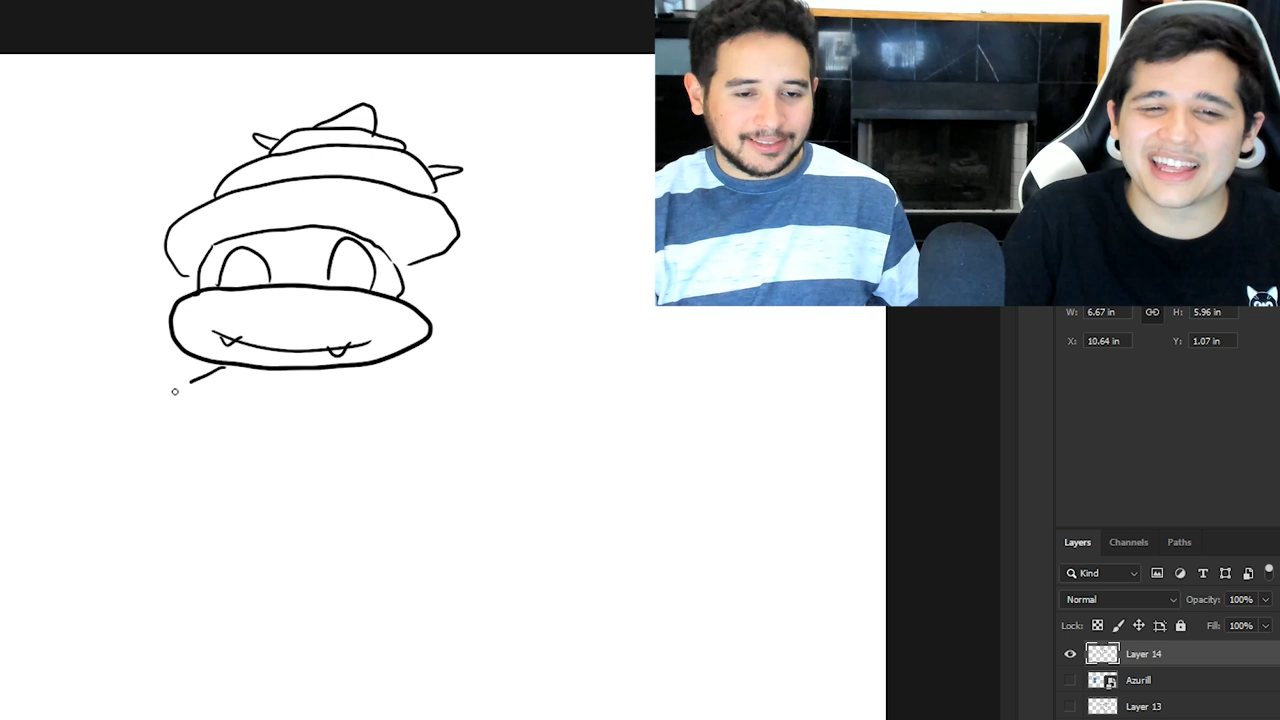 W: 6.67 in H: 5.96 in
X: 10.64 in Y: 1.07 in
Layers Channels Paths
Kind
Normal Opacity: 100%
Lock: Fill: 100%
Layer 14
Azurill
Layer 13